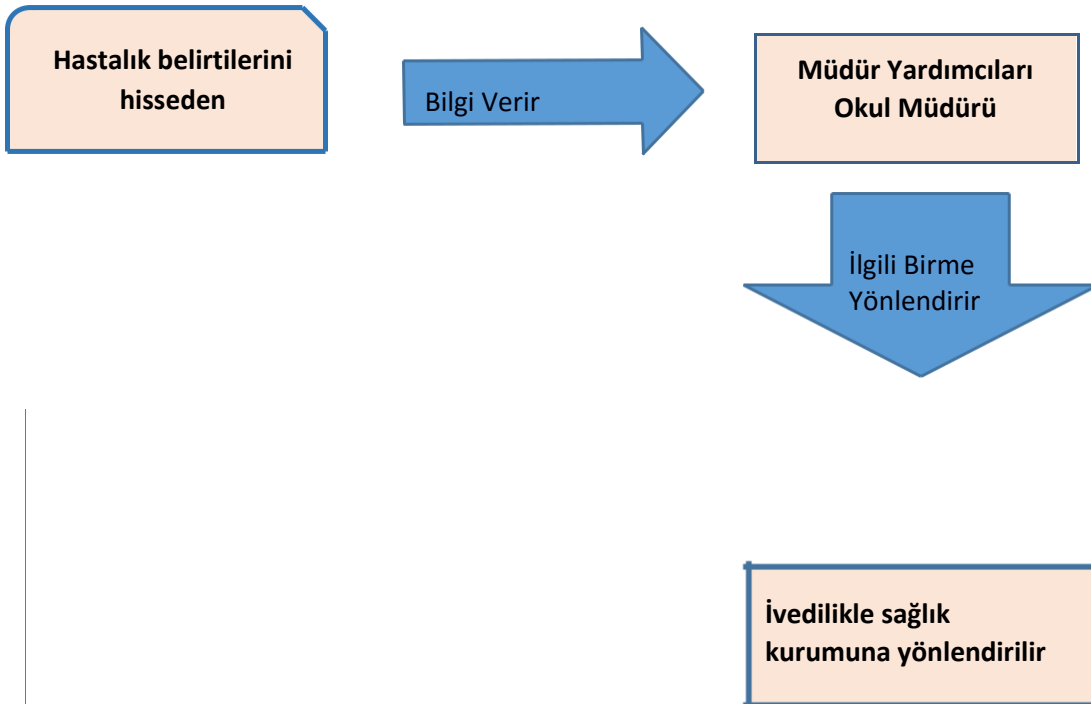 Hastalık belirtilerini
hisseden
Bilgi Verir
Müdür Yardımcıları
Okul Müdürü
İlgili Birme
Yönlendirir
İvedilikle sağlık
kurumuna yönlendirilir